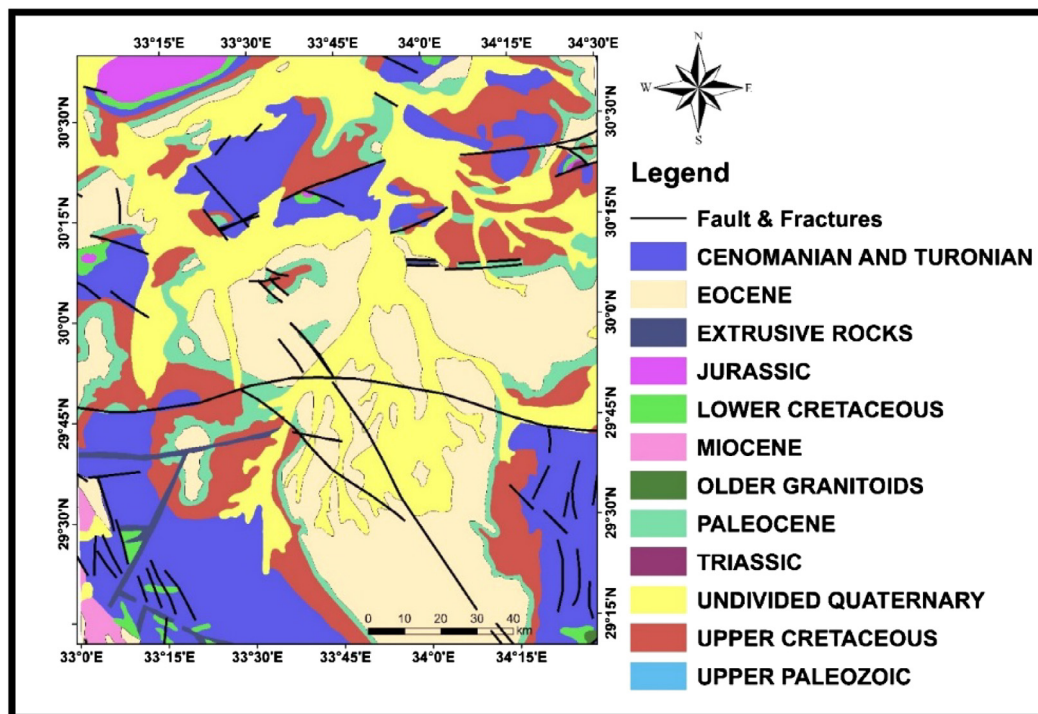 33°15'E 33°30'E 33°45'E 34°0'E 34°15'E 34°30'E
N
W E
S
30°30'N 30°30'N
30°15'N 30°15'N
30°0'N 30°0'N
29°45'N 29°45'N
29°30'N 29°30'N
29°15'N
0 10 20 30 40
km
33°0'E 33°15'E 33°30'E 33°45'E 34°0'E 34°15'E
Legend
Fault & Fractures
CENOMANIAN AND TURONIAN
EOCENE
EXTRUSIVE ROCKS
JURASSIC
LOWER CRETACEOUS
MIOCENE
OLDER GRANITOIDS
PALEOCENE
TRIASSIC
UNDIVIDED QUATERNARY
UPPER CRETACEOUS
UPPER PALEOZOIC